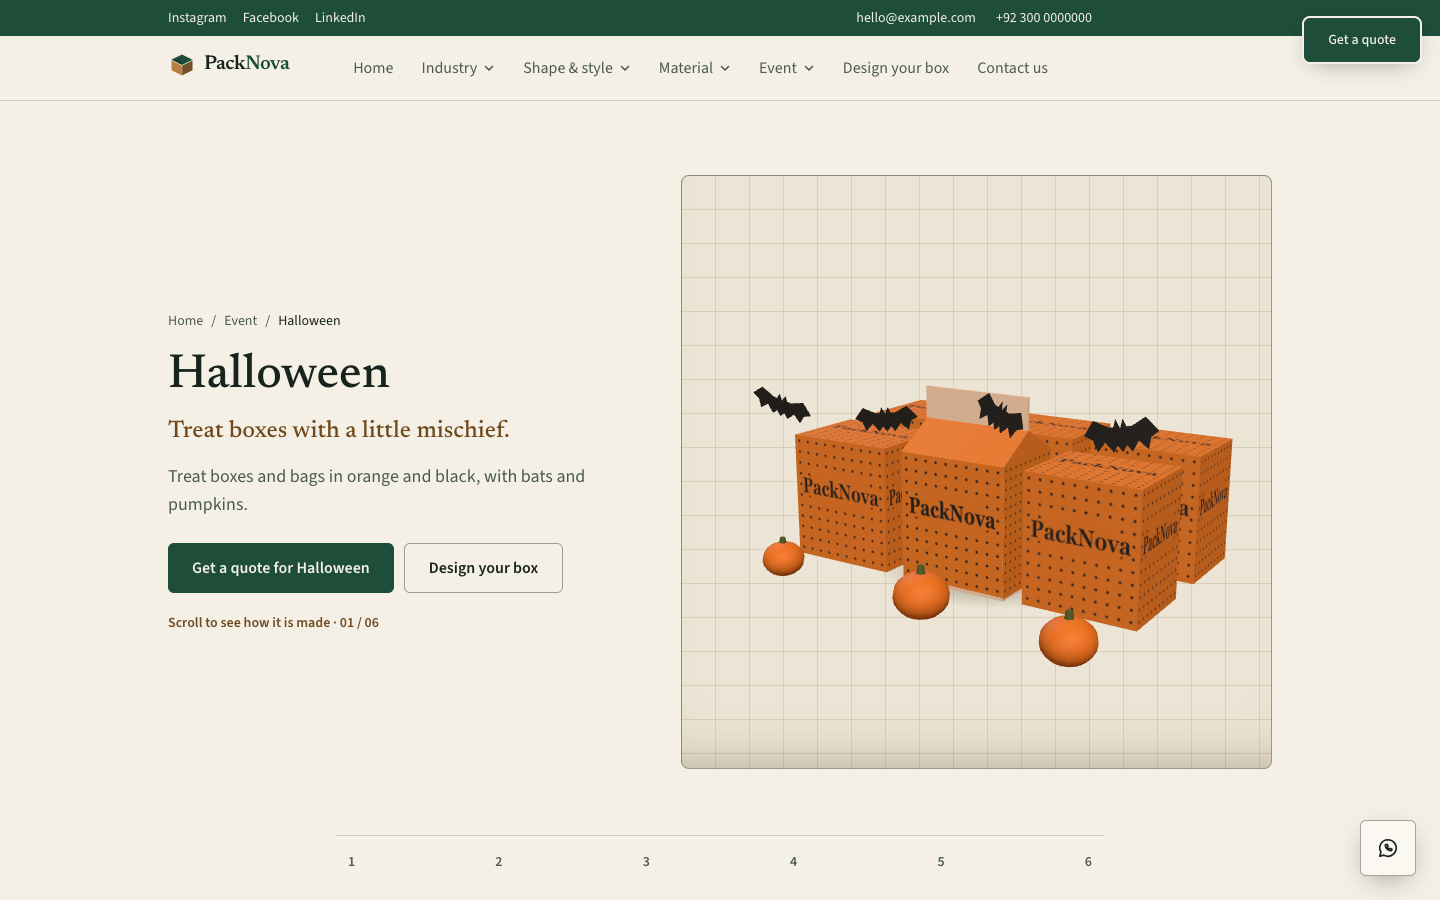 Instagram Facebook LinkedIn hello@example.com +92 300 0000000
Get a quote
PackNova Home Industry Shape & style Material Event Design your box Contact us
Home / Event / Halloween
Halloween
Treat boxes with a little mischief.
Treat boxes and bags in orange and black, with bats and
pumpkins.
Get a quote for Halloween Design your box
Scroll to see how it is made · 01 / 06
PackNova Pa PackNova PackNova PackNova a PackNova
1 2 3 4 5 6